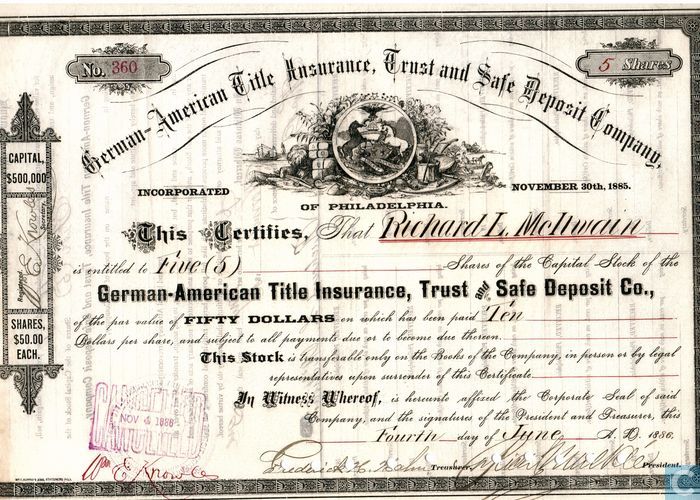 No. 360
5 Shares
German-American Title Insurance, Trust and Safe Deposit Company,
INCORPORATED
NOVEMBER 30th, 1885.
OF PHILADELPHIA.
CAPITAL,
$500,000
SHARES,
$50.00
EACH.
This Certifies, That Richard L. McIlwain
is entitled to Five (5) Shares of the Capital Stock of the
German-American Title Insurance, Trust and Safe Deposit Co.,
of the par value of FIFTY DOLLARS on which has been paid Ten
Dollars per share, and subject to all payments due or to become due thereon.
This Stock is transferable only on the Books of the Company, in person or by legal
representatives upon surrender of this Certificate.
In Witness Whereof, is hereunto affixed the Corporate Seal of said
Company, and the signatures of the President and Treasurer, this
Fourth day of June A.D. 1886.
CANCELLED
NOV 1886
Treasurer,
President.